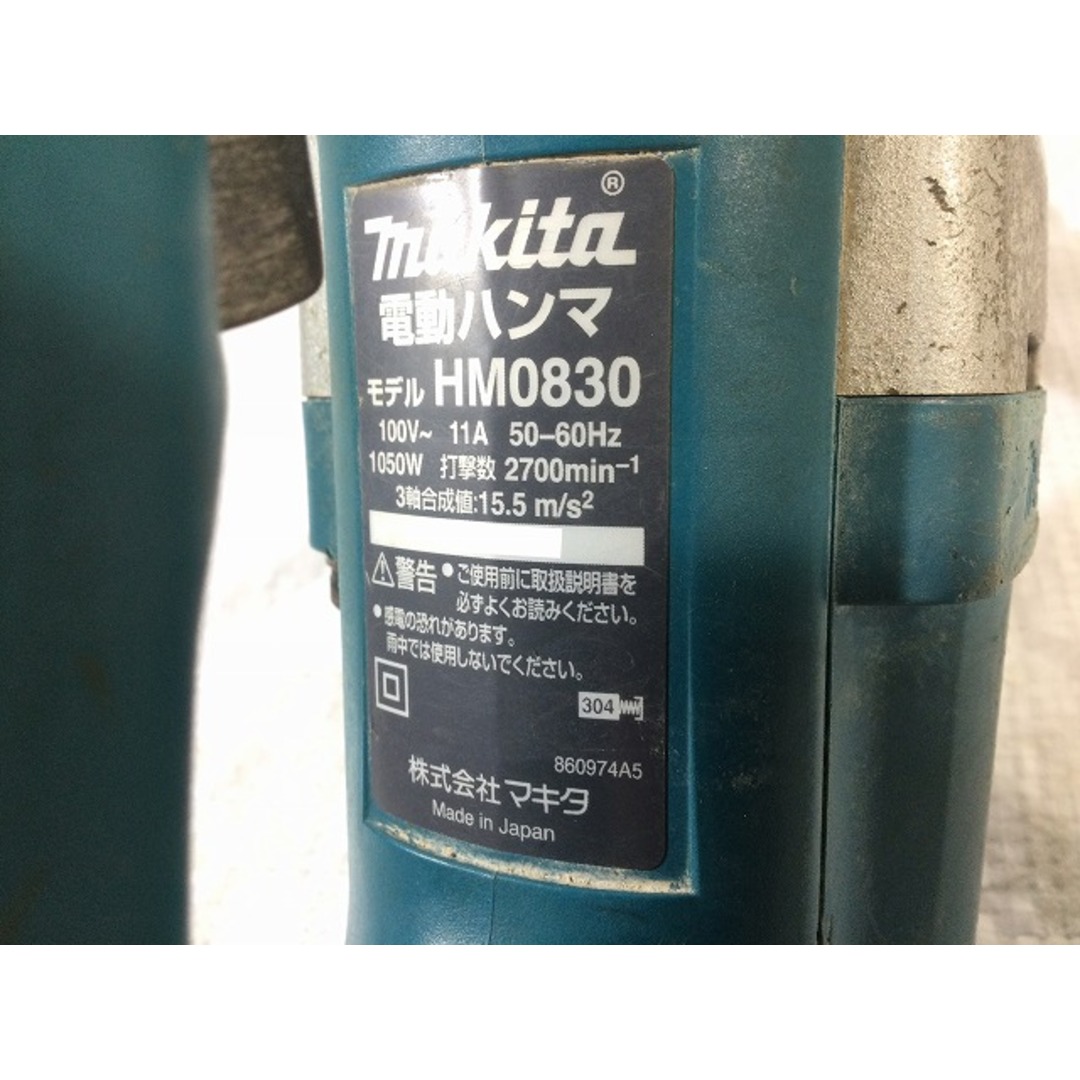 makita®
電動ハンマ
モデル HM0830
100V~ 11A 50-60Hz
1050W 打撃数 2700min⁻¹
3軸合成値:15.5 m/s²
⚠警告 ●ご使用前に取扱説明書を
必ずよくお読みください。
●感電の恐れがあります。
雨中では使用しないでください。
304
860974A5
株式会社 マキタ
Made in Japan